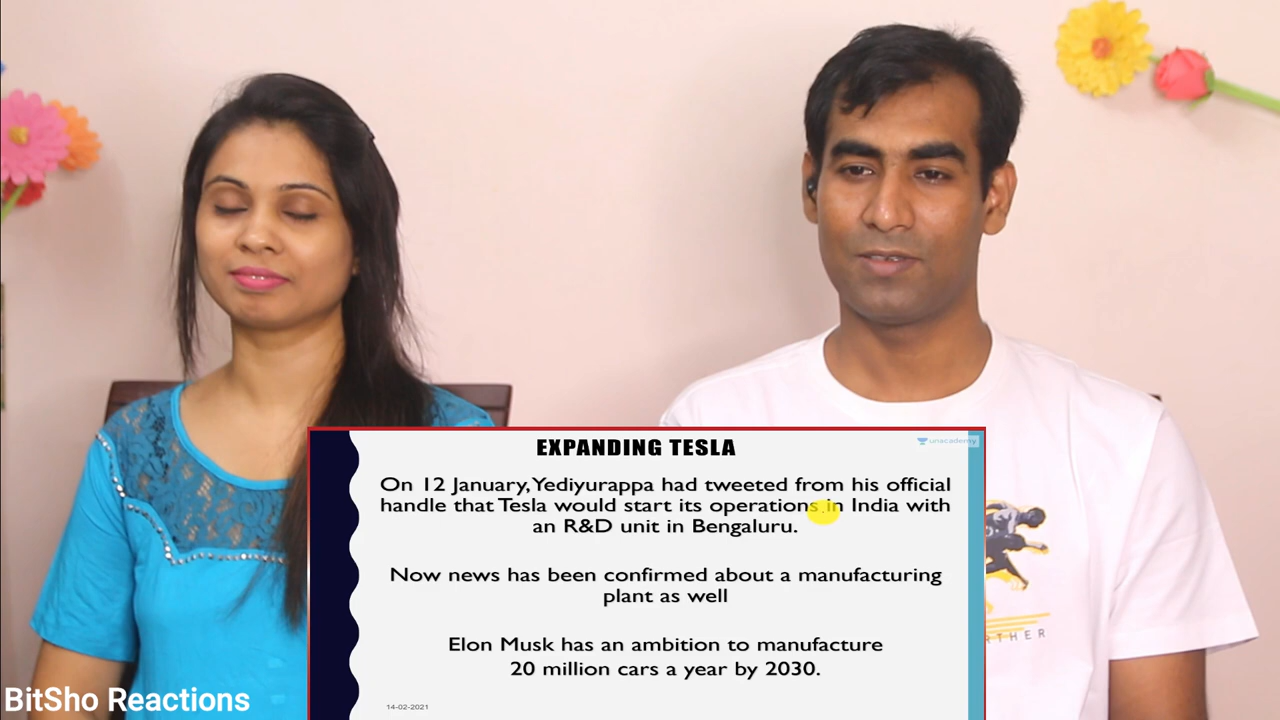 EXPANDING TESLA
unacademy
On 12 January,Yediyurappa had tweeted from his official
handle that Tesla would start its operations in India with
an R&D unit in Bengaluru.
Now news has been confirmed about a manufacturing
plant as well
Elon Musk has an ambition to manufacture
20 million cars a year by 2030.
14-02-2021
RTHER
BitSho Reactions